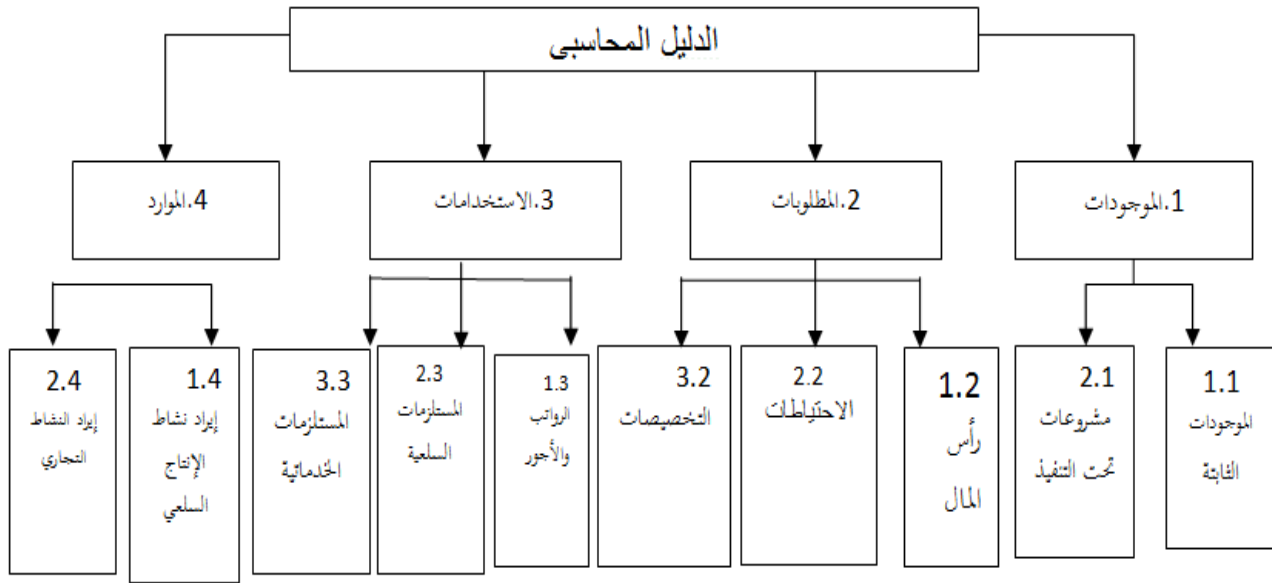 الدليل المحاسبى
1.الموجودات
2.المطلوبات
3.الاستخدامات
4.الموارد
1.1
الموجودات
الثابتة
2.1
مشروعات
تحت التنفيذ
1.2
رأس
المال
2.2
الاحتياطات
3.2
التخصيصات
1.3
الرواتب
والأجور
2.3
المستلزمات
السلعية
3.3
المستلزمات
الخدماتية
1.4
إيراد نشاط
الإنتاج
السلعي
2.4
إيراد النشاط
التجاري